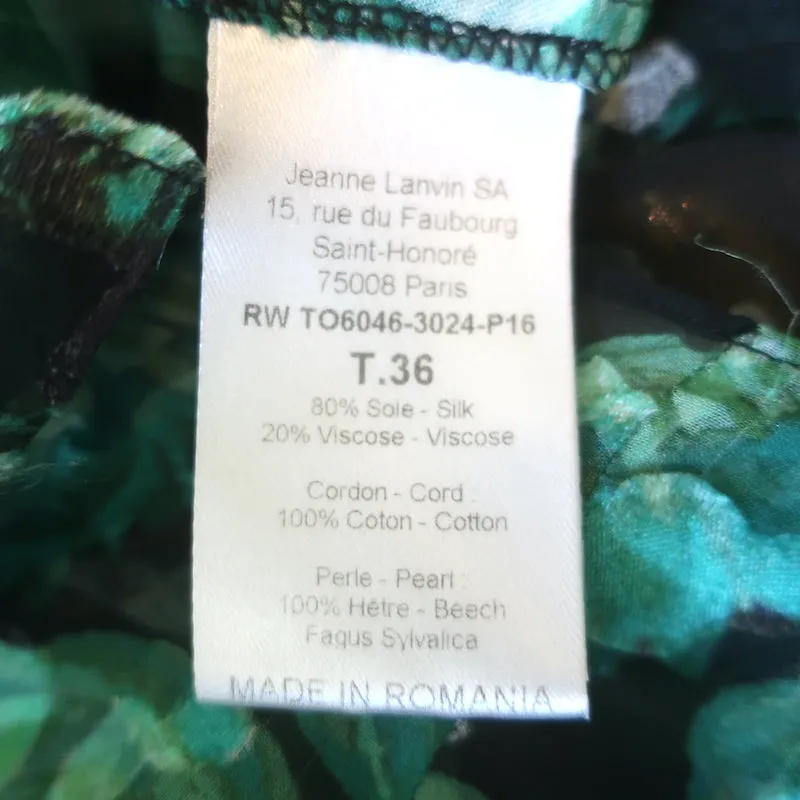 Jeanne Lanvin SA
15, rue du Faubourg
Saint-Honoré
75008 Paris
RW TO6046-3024-P16
T.36
80% Soie - Silk
20% Viscose - Viscose
Cordon - Cord :
100% Coton - Cotton
Perle - Pearl :
100% Hêtre - Beech
Fagus Sylvalica
MADE IN ROMANIA